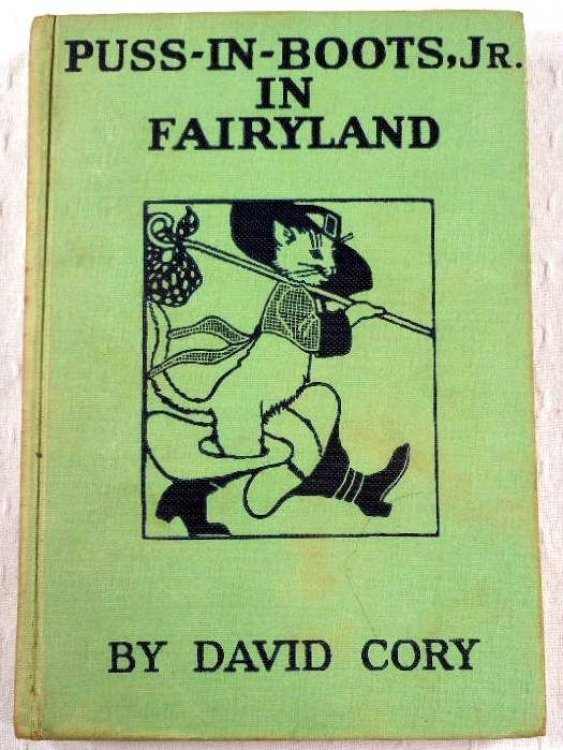 PUSS-IN-BOOTS, JR.
IN
FAIRYLAND
BY DAVID CORY